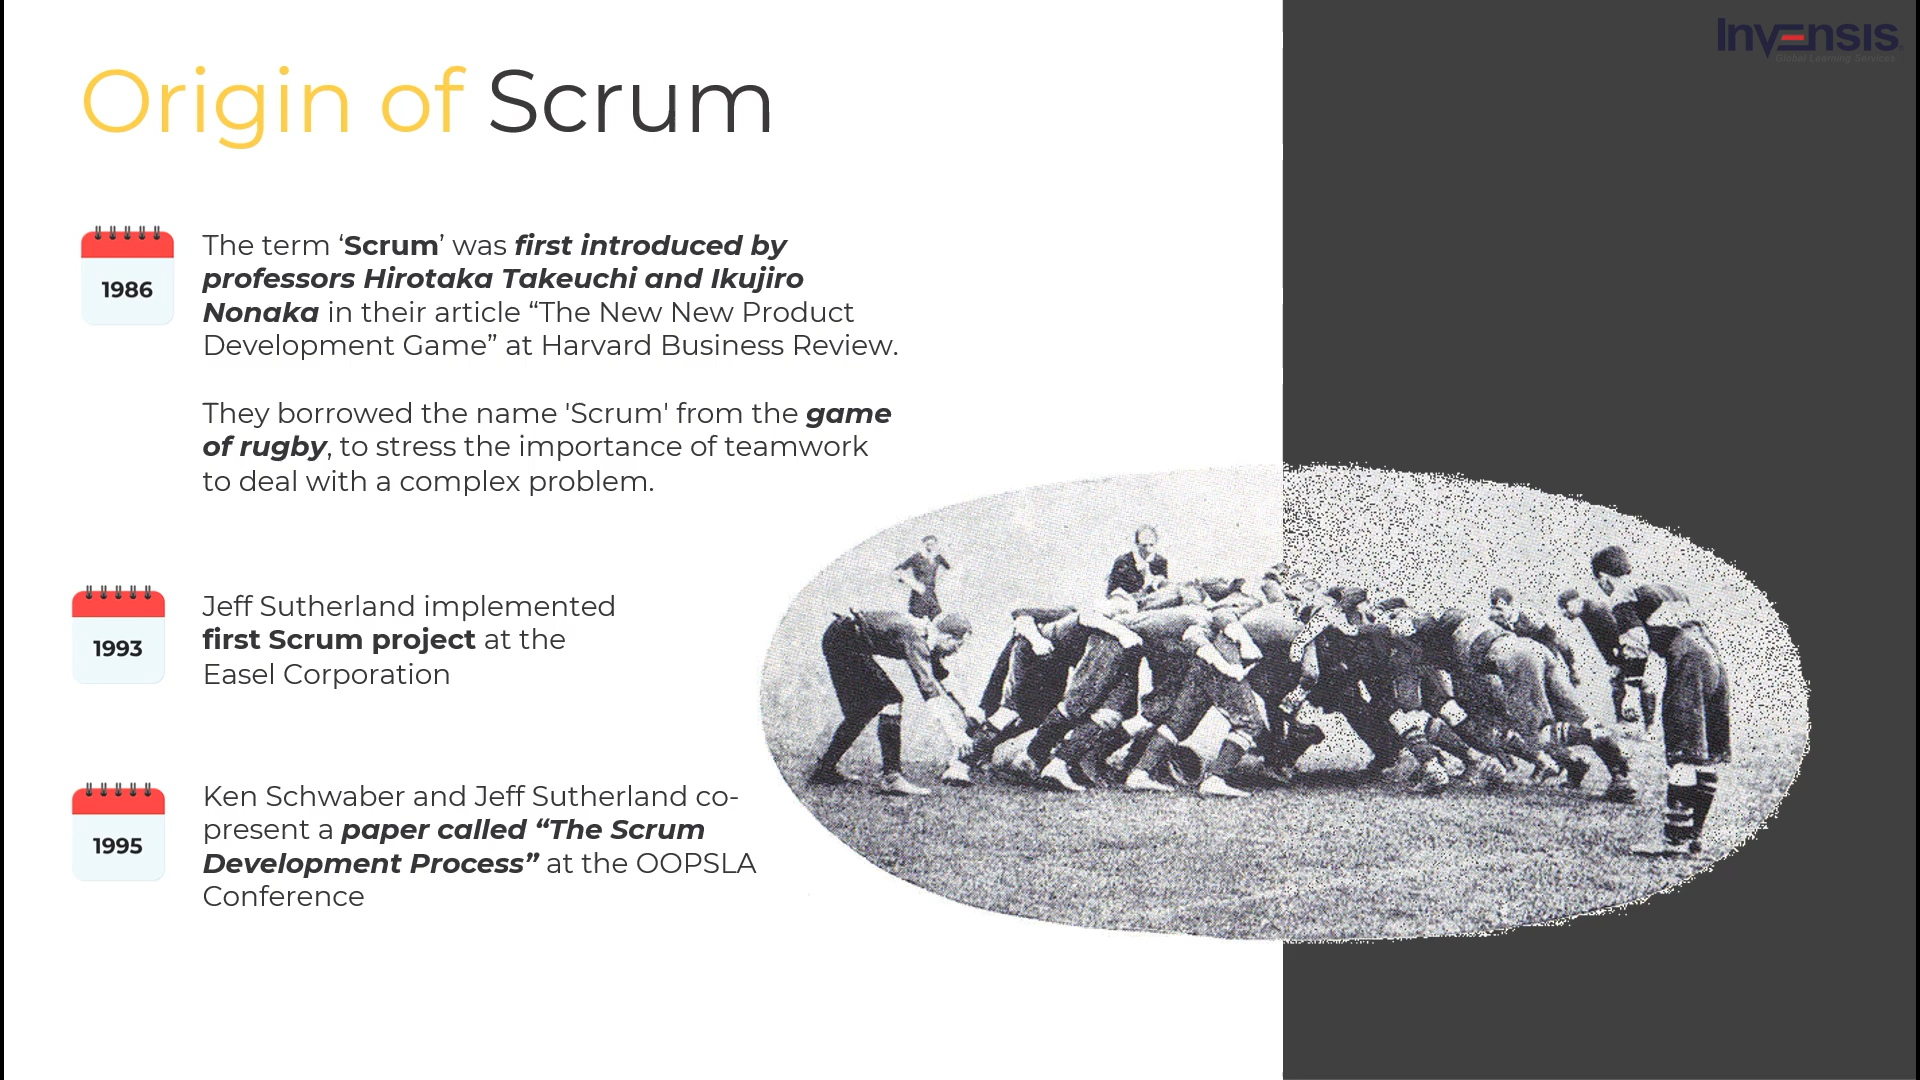 Invensis
Global Learning Services
Origin of Scrum
1986
The term ‘Scrum’ was first introduced by
professors Hirotaka Takeuchi and Ikujiro
Nonaka in their article “The New New Product
Development Game” at Harvard Business Review.
They borrowed the name 'Scrum' from the game
of rugby, to stress the importance of teamwork
to deal with a complex problem.
1993
Jeff Sutherland implemented
first Scrum project at the
Easel Corporation
1995
Ken Schwaber and Jeff Sutherland co-
present a paper called “The Scrum
Development Process” at the OOPSLA
Conference